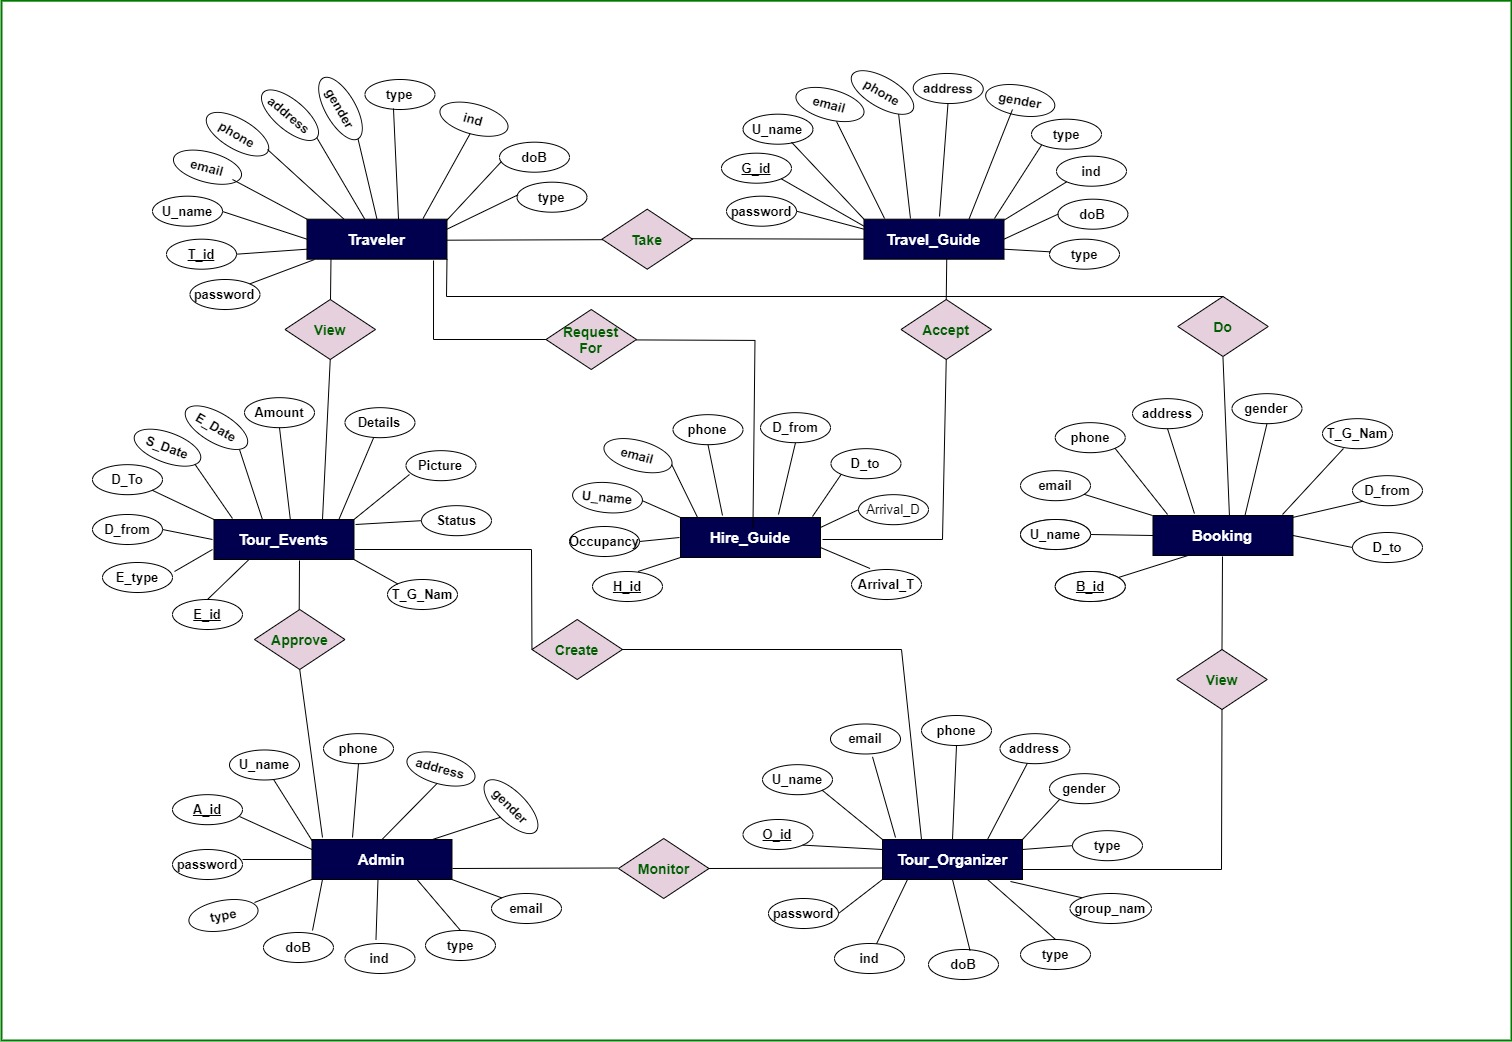 type
gender
address
ind
phone
doB
email
type
U_name
T_id
password
Traveler
Take
phone
address
gender
email
U_name
type
G_id
ind
password
doB
type
Travel_Guide
View
Request
For
Accept
Do
E_Date
Amount
Details
S_Date
D_To
Picture
D_from
Status
E_type
E_id
T_G_Nam
Tour_Events
phone
D_from
email
D_to
U_name
Arrival_D
Occupancy
H_id
Arrival_T
Hire_Guide
address
gender
phone
T_G_Nam
email
D_from
U_name
D_to
B_id
Booking
Approve
Create
View
U_name
phone
address
gender
A_id
password
type
doB
ind
type
email
Admin
Monitor
email
phone
address
U_name
gender
O_id
type
password
group_nam
ind
doB
type
Tour_Organizer